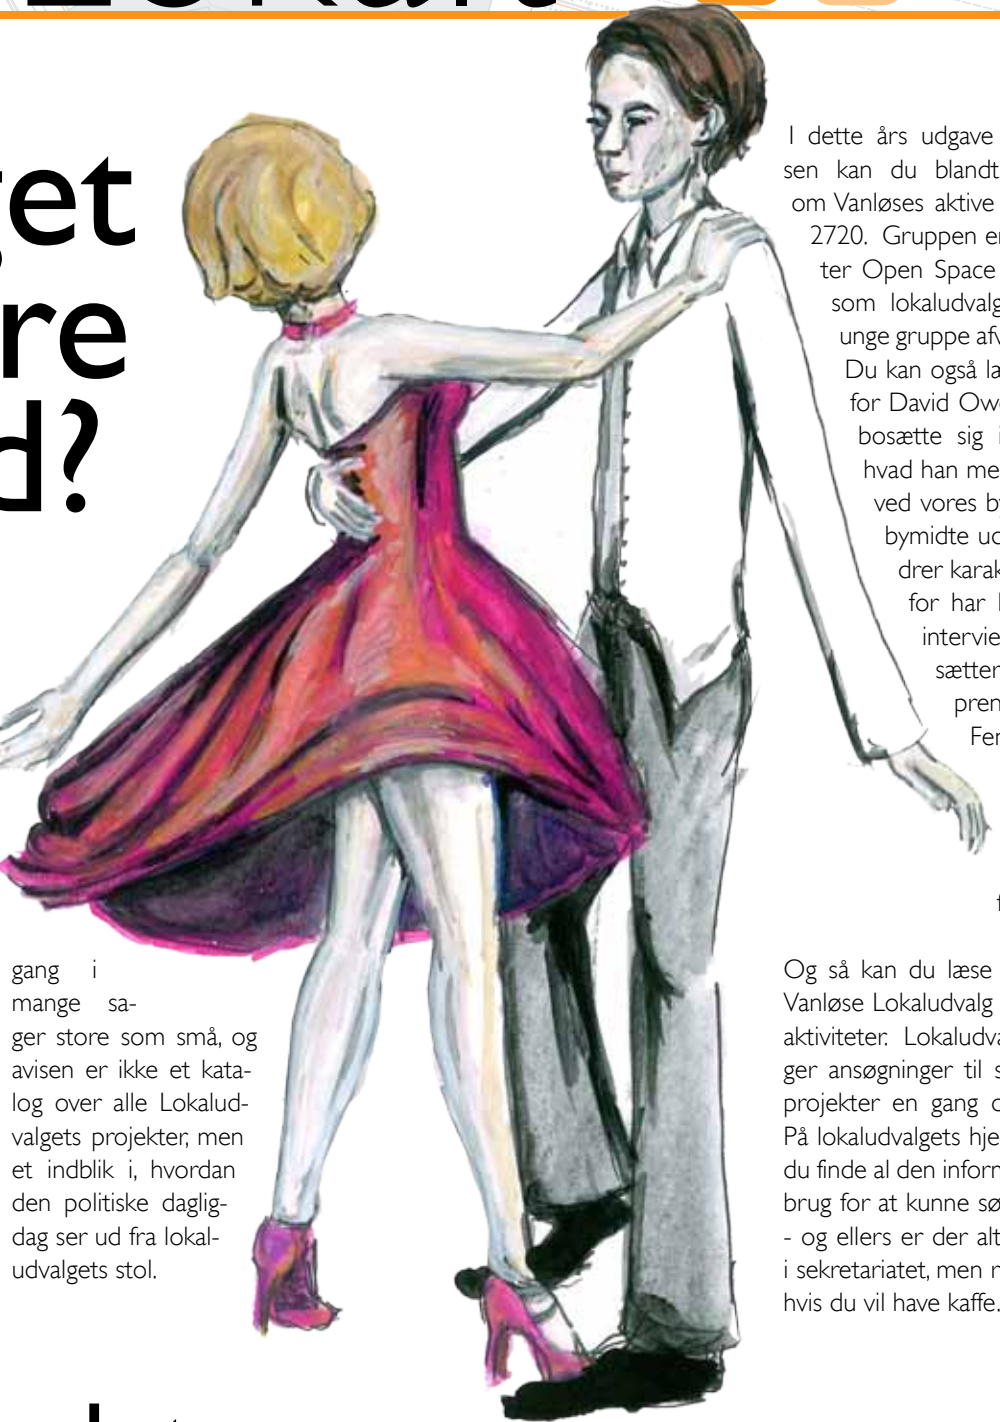 get
re
d?
I dette års udgave
sen kan du blandt
om Vanløses aktive
2720. Gruppen er
ter Open Space
som lokaludvalg
unge gruppe afv
Du kan også læ
for David Owe
bosætte sig i
hvad han me
ved vores by
bymidte ud
drer karak
for har
intervie
sætter
pren
Fer
gang i
mange sa-
ger store som små, og
avisen er ikke et kata-
log over alle Lokalud-
valgets projekter, men
et indblik i, hvordan
den politiske daglig-
dag ser ud fra lokal-
udvalgets stol.
Og så kan du læse
Vanløse Lokaludvalg
aktiviteter. Lokaludva
ger ansøgninger til s
projekter en gang o
På lokaludvalgets hje
du finde al den inform
brug for at kunne sø
- og ellers er der alt
i sekretariatet, men n
hvis du vil have kaffe.